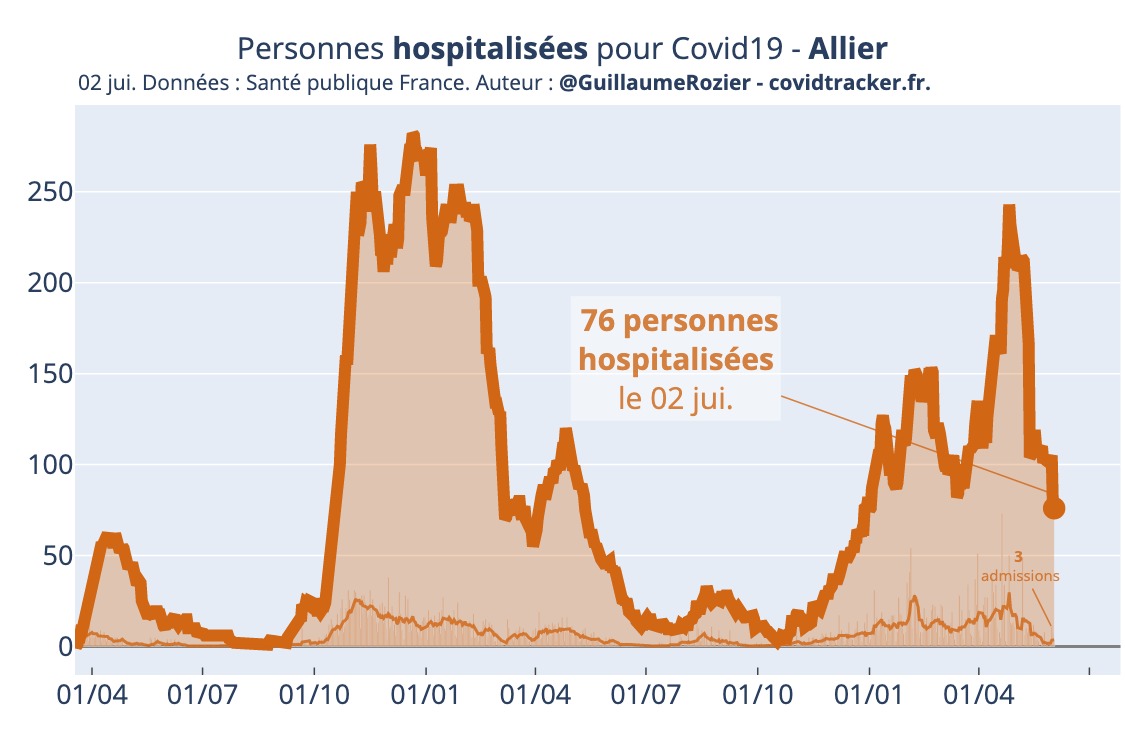 Personnes hospitalisées pour Covid19 - Allier
02 jui. Données : Santé publique France. Auteur : @GuillaumeRozier - covidtracker.fr.
250
200
150
100
50
0
76 personnes
hospitalisées
le 02 jui.
3
admissions
01/04 01/07 01/10 01/01 01/04 01/07 01/10 01/01 01/04